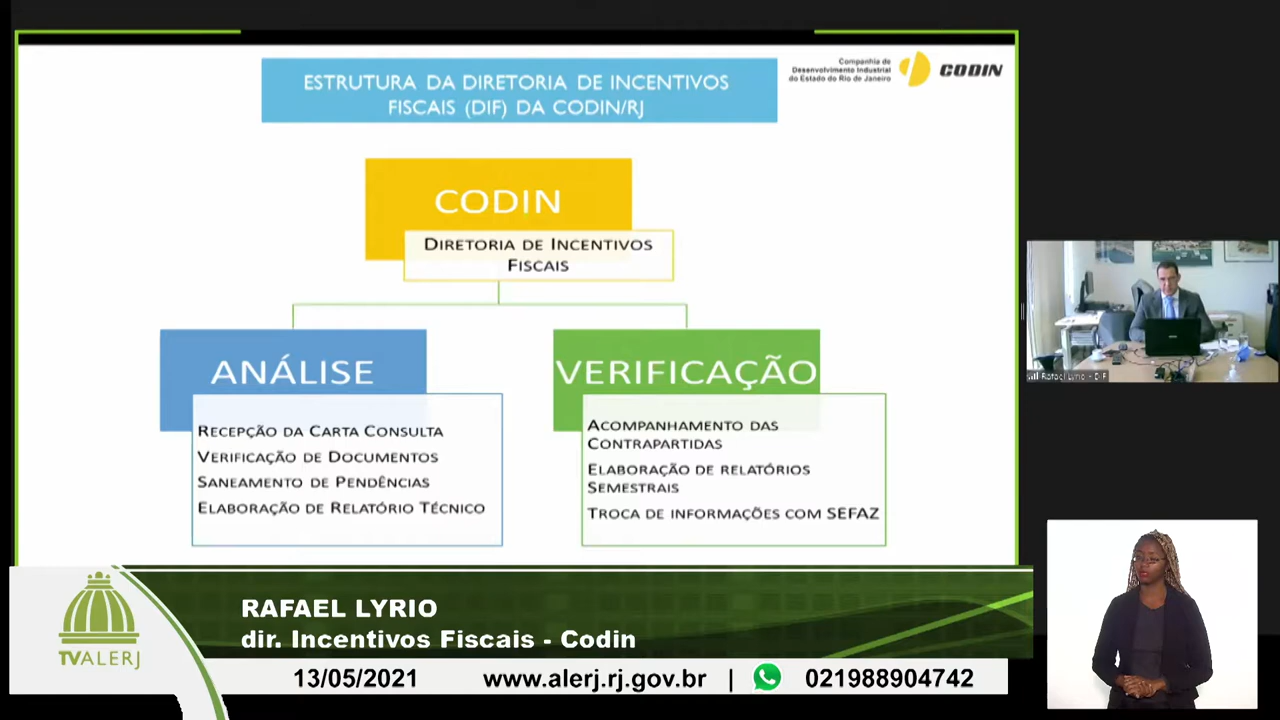 ESTRUTURA DA DIRETORIA DE INCENTIVOS
FISCAIS (DIF) DA CODIN/RJ
Companhia de
Desenvolvimento Industrial
do Estado do Rio de Janeiro
CODIN
CODIN
DIRETORIA DE INCENTIVOS
FISCAIS
ANÁLISE
RECEPÇÃO DA CARTA CONSULTA
VERIFICAÇÃO DE DOCUMENTOS
SANEAMENTO DE PENDÊNCIAS
ELABORAÇÃO DE RELATÓRIO TÉCNICO
VERIFICAÇÃO
ACOMPANHAMENTO DAS
CONTRAPARTIDAS
ELABORAÇÃO DE RELATÓRIOS
SEMESTRAIS
TROCA DE INFORMAÇÕES COM SEFAZ
Rafael Lyrio - DIF
RAFAEL LYRIO
dir. Incentivos Fiscais - Codin
TVALERJ
13/05/2021 www.alerj.rj.gov.br | 021988904742